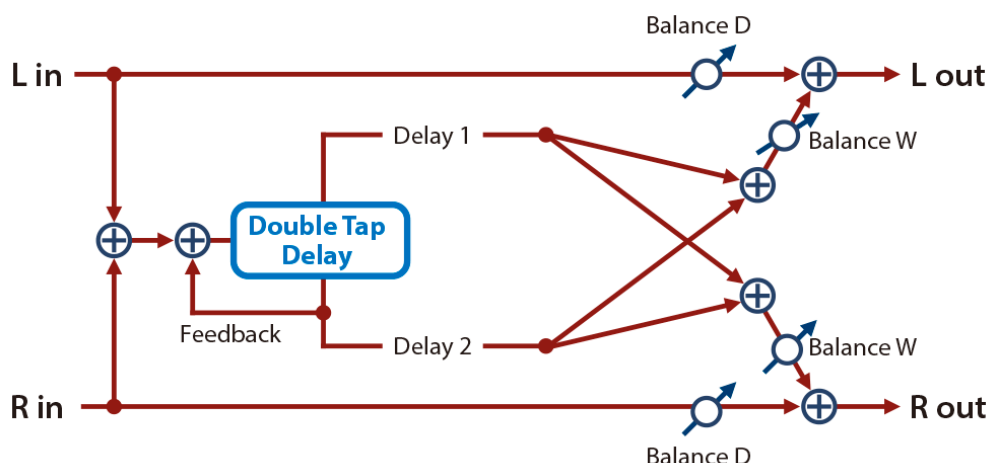 Balance D
L in
L out
Delay 1
Balance W
Double Tap
Delay
Feedback
Delay 2
Balance W
R in
R out
Balance D